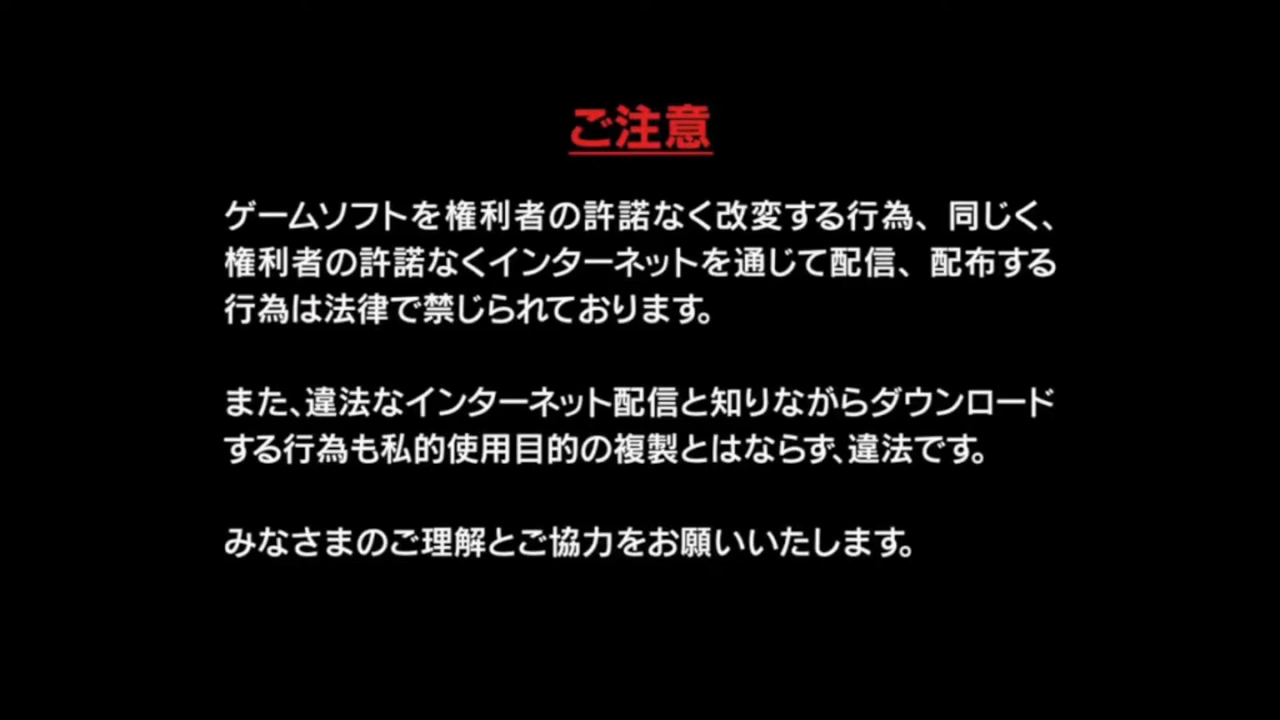 ご注意
ゲームソフトを権利者の許諾なく改変する行為、同じく、
権利者の許諾なくインターネットを通じて配信、配布する
行為は法律で禁じられております。
また、違法なインターネット配信と知りながらダウンロード
する行為も私的使用目的の複製とはならず、違法です。
みなさまのご理解とご協力をお願いいたします。